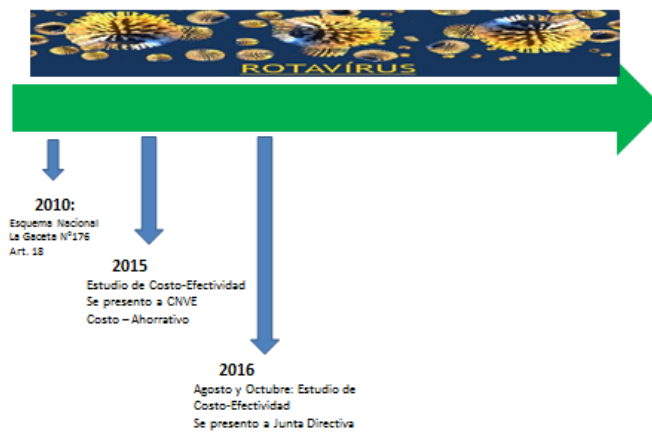 ROTAVÍRUS
2010:
Esquema Nacional
La Gaceta N°176
Art. 18
2015
Estudio de Costo-Efectividad
Se presento a CNVE
Costo – Ahorrativo
2016
Agosto y Octubre: Estudio de
Costo-Efectividad
Se presento a Junta Directiva